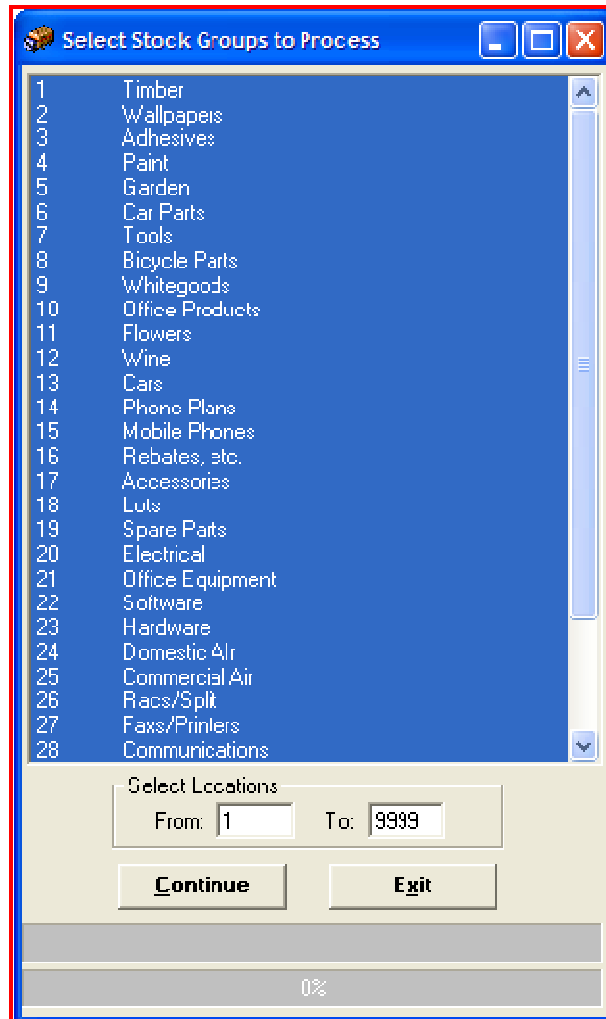 Select Stock Groups to Process
1 Timber
2 Wallpapers
3 Adhesives
4 Paint
5 Garden
6 Car Parts
7 Tools
8 Bicycle Parts
9 Whitegoods
10 Office Products
11 Flowers
12 Wine
13 Cars
14 Phone Plans
15 Mobile Phones
16 Rebates, etc.
17 Accessories
18 Lots
19 Spare Parts
20 Electrical
21 Office Equipment
22 Software
23 Hardware
24 Domestic Air
25 Commercial Air
26 Racs/Split
27 Faxs/Printers
28 Communications
Select Locations
From: 1 To: 9999
Continue Exit
0%